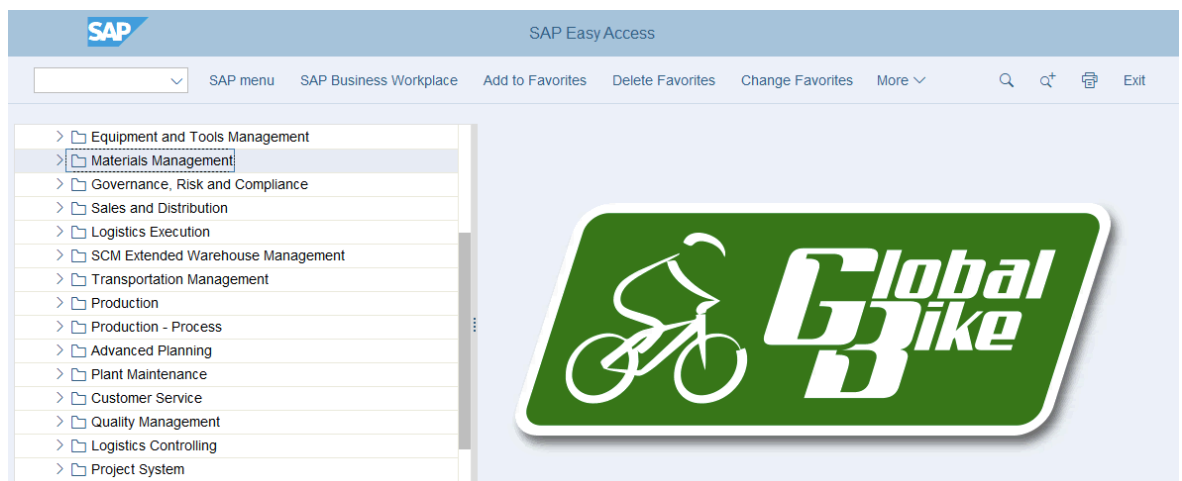 SAP SAP Easy Access
SAP menu SAP Business Workplace Add to Favorites Delete Favorites Change Favorites More Exit
Equipment and Tools Management
Materials Management
Governance, Risk and Compliance
Sales and Distribution
Logistics Execution
SCM Extended Warehouse Management
Transportation Management
Production
Production - Process
Advanced Planning
Plant Maintenance
Customer Service
Quality Management
Logistics Controlling
Project System
Global
Bike